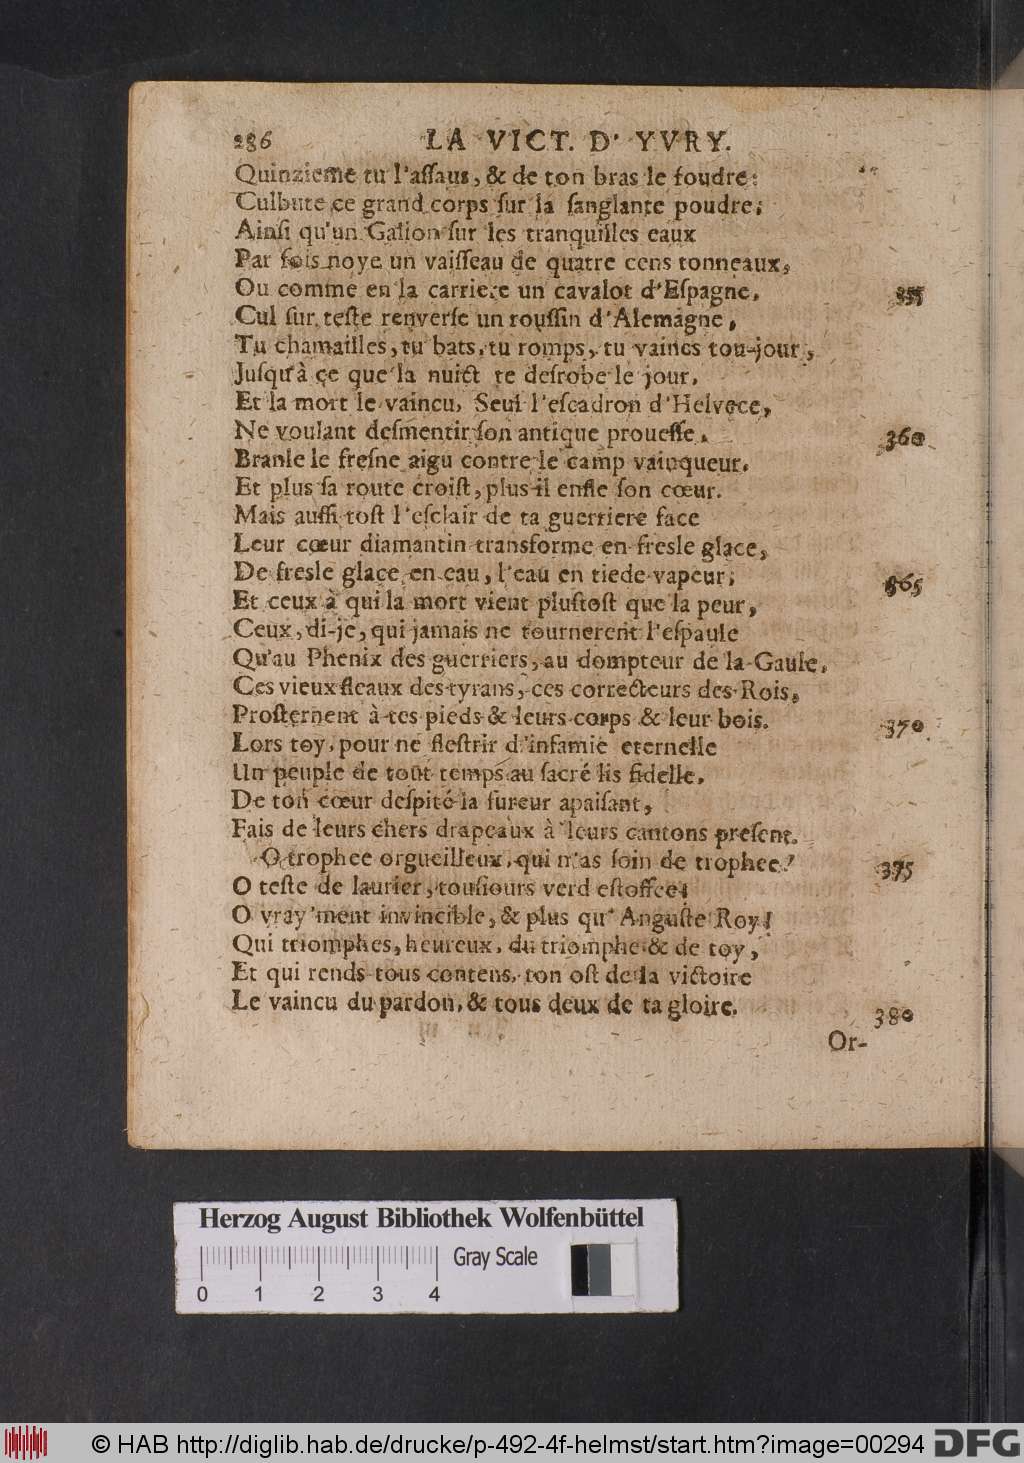 286 LA VICT. D' YVRY.
Quinzieme tu l'aſſaus, & de ton bras le foudre:
Culbute ce grand corps ſur la ſanglante poudre;
Ainſi qu'un Galion ſur les tranquilles eaux
Par fois noye un vaiſſeau de quatre cens tonneaux,
Ou comme en la carriere un cavalot d'Eſpagne, 355
Cul ſur teſte renverſe un rouſſin d'Alemagne,
Tu chamailles, tu bats, tu romps, tu vaincs tou-jour,
Juſqu'à ce que la nuict te deſrobe le jour,
Et la mort le vaincu, Seul l'eſcadron d'Helvece,
Ne voulant deſmentir ſon antique proueſſe, 360
Branle le freſne aigu contre le camp vainqueur,
Et plus ſa route croiſt, plus il enfle ſon cœur.
Mais auſſi toſt l'eſclair de ta guerriere face
Leur cœur diamantin transforme en freſle glace,
De freſle glace en eau, l'eau en tiede vapeur; 365
Et ceux à qui la mort vient pluſtoſt que la peur,
Ceux, di-je, qui jamais ne tournerent l'eſpaule
Qu'au Phenix des guerriers, au dompteur de la Gaule,
Ces vieux fleaux des tyrans, ces correcteurs des Rois,
Proſternent à tes pieds & leurs corps & leur bois. 370
Lors toy, pour ne fleſtrir d'infamie eternelle
Un peuple de tout temps au ſacré lis fidelle,
De ton cœur deſpité la fureur apaiſant,
Fais de leurs chers drapeaux à leurs cantons preſent.
O trophee orgueilleux, qui n'as ſoin de trophee! 375
O teſte de laurier, touſiours verd eſtoffee!
O vray'ment invincible, & plus qu' Anguſte Roy!
Qui triomphes, heureux, du triomphe & de toy,
Et qui rends tous contens, ton oſt de la victoire
Le vaincu du pardon, & tous deux de ta gloire. 380
Or-
Herzog August Bibliothek Wolfenbüttel
Gray Scale
0 1 2 3 4
© HAB http://diglib.hab.de/drucke/p-492-4f-helmst/start.htm?image=00294 DFG